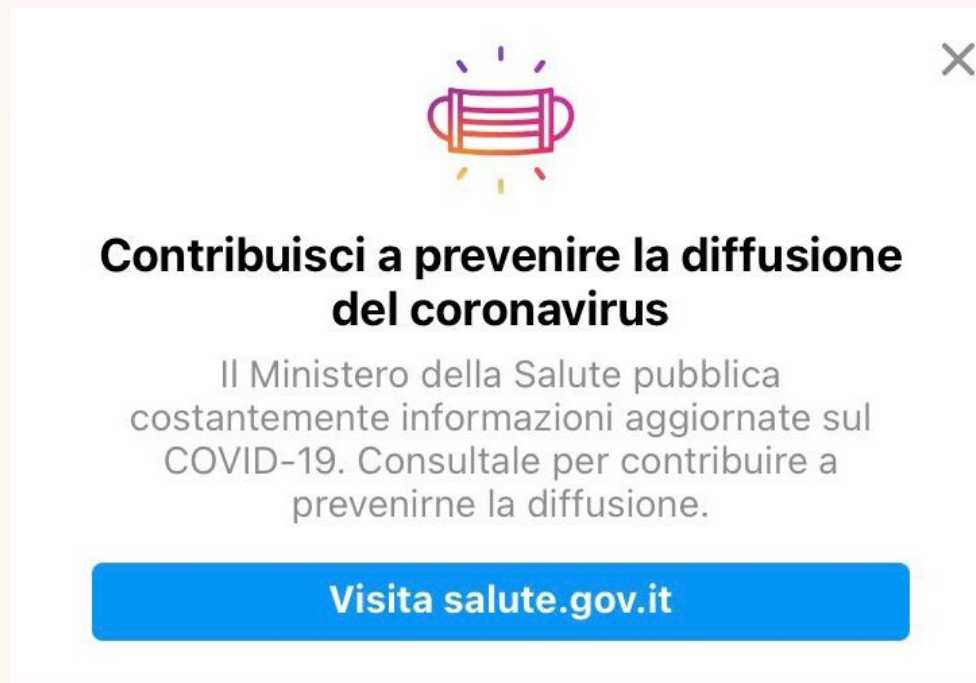 Contribuisci a prevenire la diffusione
del coronavirus
Il Ministero della Salute pubblica
costantemente informazioni aggiornate sul
COVID-19. Consultale per contribuire a
prevenirne la diffusione.
Visita salute.gov.it